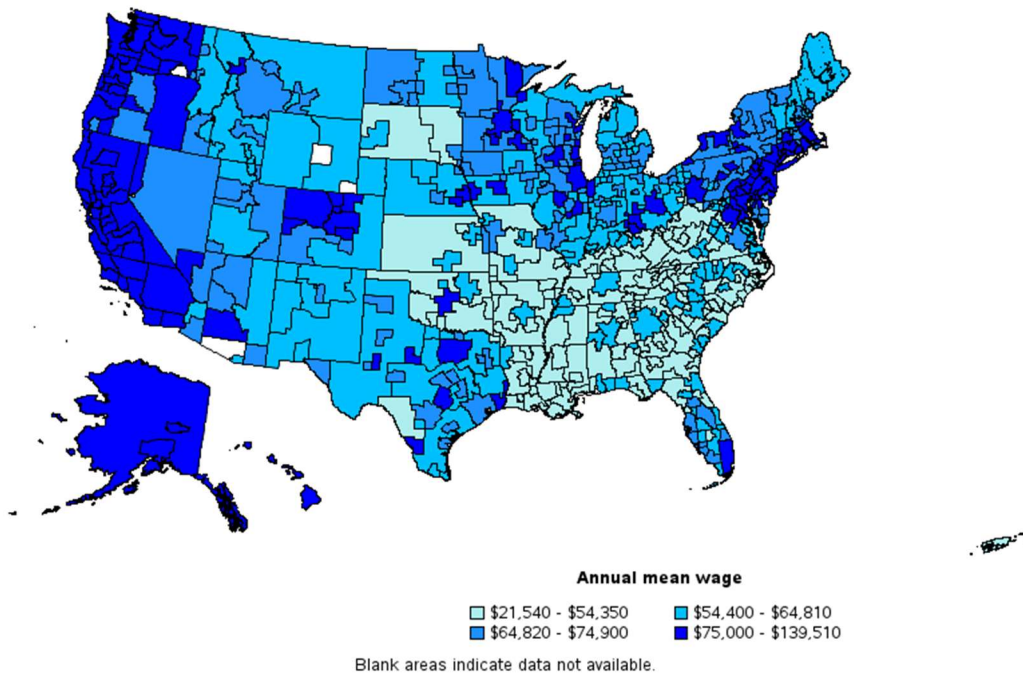 Annual mean wage
$21,540 - $54,350 $54,400 - $64,810
$64,820 - $74,900 $75,000 - $139,510
Blank areas indicate data not available.